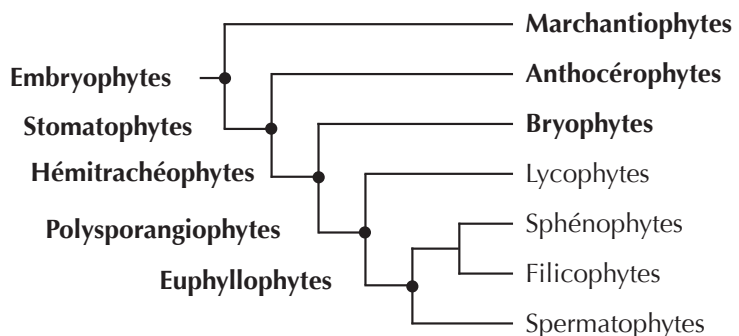 Marchantiophytes
Embryophytes
Anthocérophytes
Stomatophytes
Bryophytes
Hémitrachéophytes
Lycophytes
Polysporangiophytes
Sphénophytes
Euphyllophytes
Filicophytes
Spermatophytes